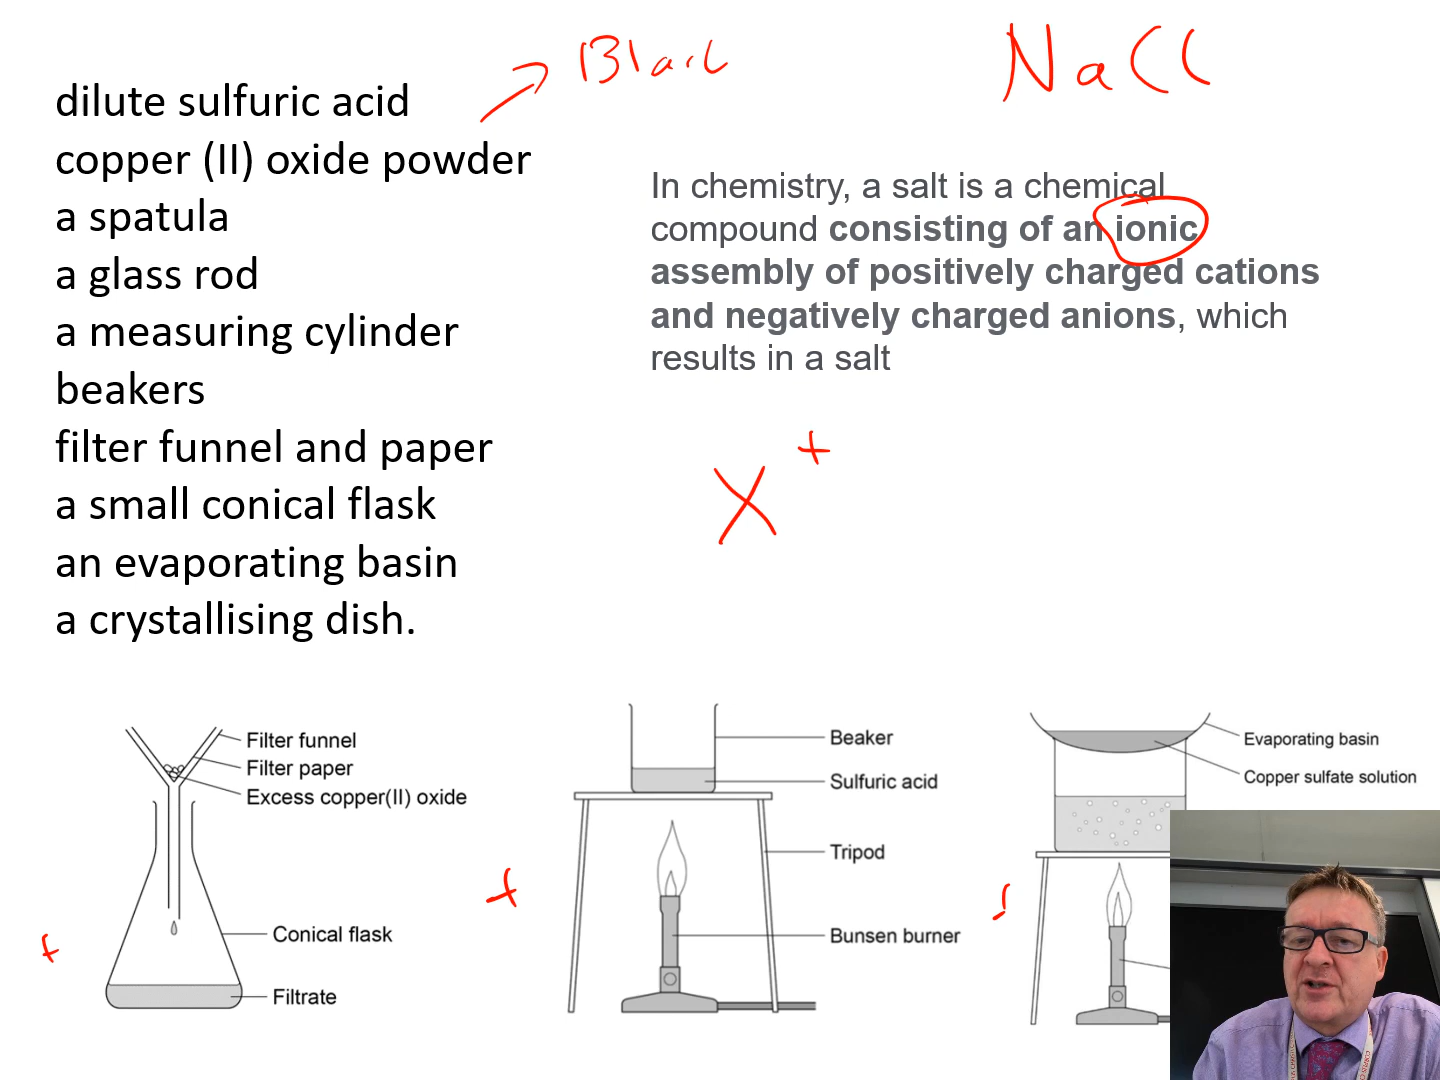 Black
NaCl
dilute sulfuric acid
copper (II) oxide powder
a spatula
a glass rod
a measuring cylinder
beakers
filter funnel and paper
a small conical flask
an evaporating basin
a crystallising dish.
In chemistry, a salt is a chemical
compound consisting of an ionic
assembly of positively charged cations
and negatively charged anions, which
results in a salt
X+
Filter funnel
Filter paper
Excess copper(II) oxide
Conical flask
Filtrate
Beaker
Sulfuric acid
Tripod
Bunsen burner
Evaporating basin
Copper sulfate solution